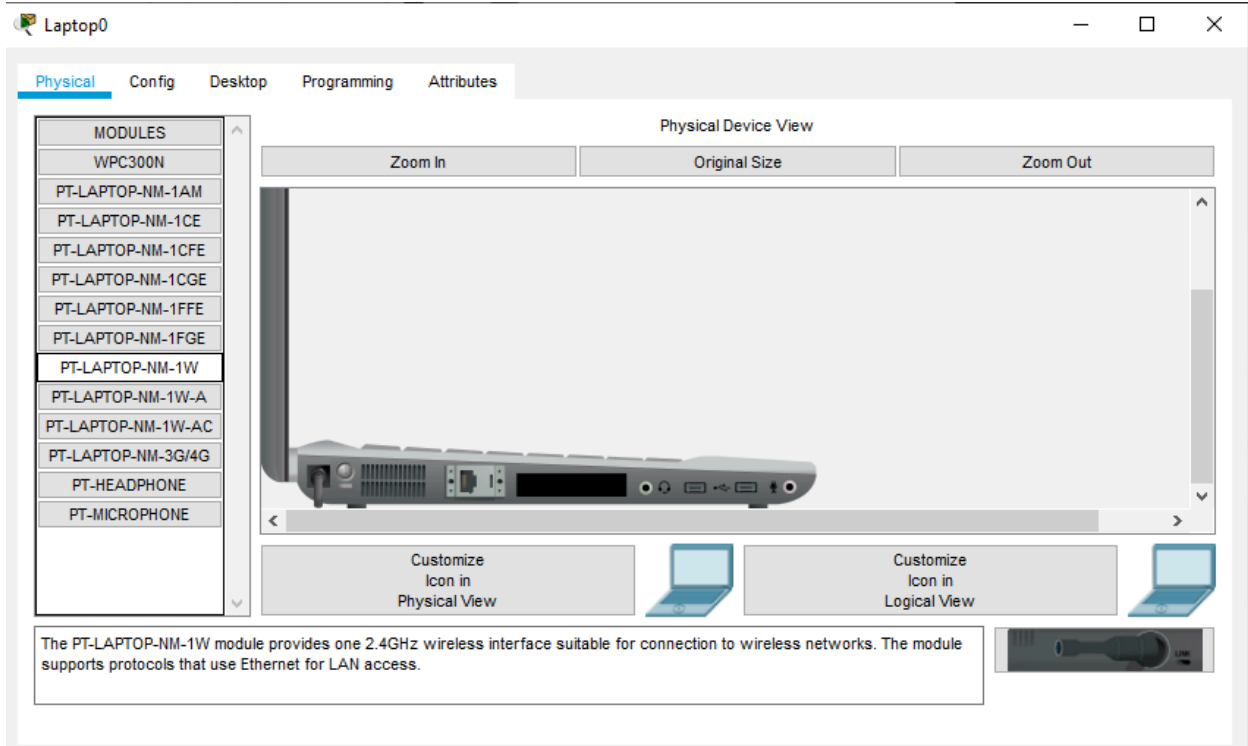 Laptop0
Physical
Config
Desktop
Programming
Attributes
MODULES
WPC300N
PT-LAPTOP-NM-1AM
PT-LAPTOP-NM-1CE
PT-LAPTOP-NM-1CFE
PT-LAPTOP-NM-1CGE
PT-LAPTOP-NM-1FFE
PT-LAPTOP-NM-1FGE
PT-LAPTOP-NM-1W
PT-LAPTOP-NM-1W-A
PT-LAPTOP-NM-1W-AC
PT-LAPTOP-NM-3G/4G
PT-HEADPHONE
PT-MICROPHONE
Physical Device View
Zoom In
Original Size
Zoom Out
Customize
Icon in
Physical View
Customize
Icon in
Logical View
The PT-LAPTOP-NM-1W module provides one 2.4GHz wireless interface suitable for connection to wireless networks. The module
supports protocols that use Ethernet for LAN access.
LINK